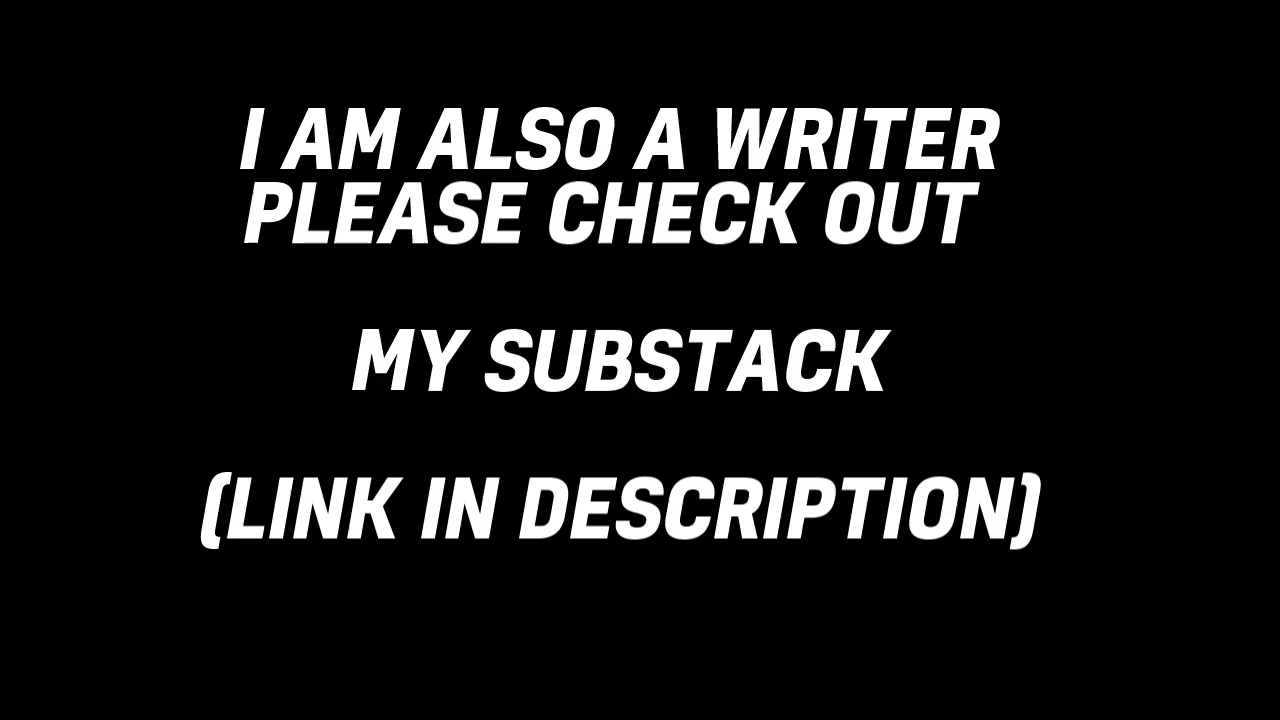 I AM ALSO A WRITER
PLEASE CHECK OUT
MY SUBSTACK
(LINK IN DESCRIPTION)